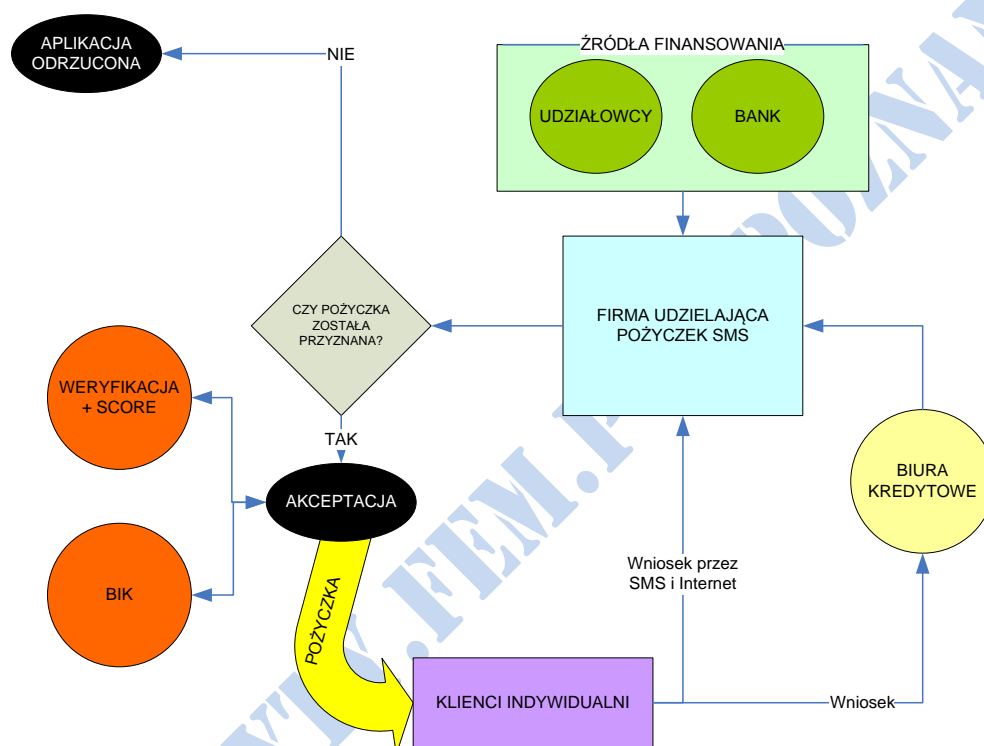 APLIKACJA
ODRZUCONA
NIE
ŹRÓDŁA FINANSOWANIA
UDZIAŁOWCY
BANK
CZY POŻYCZKA
ZOSTAŁA
PRZYZNANA?
FIRMA UDZIELAJĄCA
POŻYCZEK SMS
WERYFIKACJA
+ SCORE
TAK
AKCEPTACJA
BIURA
KREDYTOWE
BIK
Wniosek przez
SMS i Internet
POŻYCZKA
KLIENCI INDYWIDUALNI
Wniosek